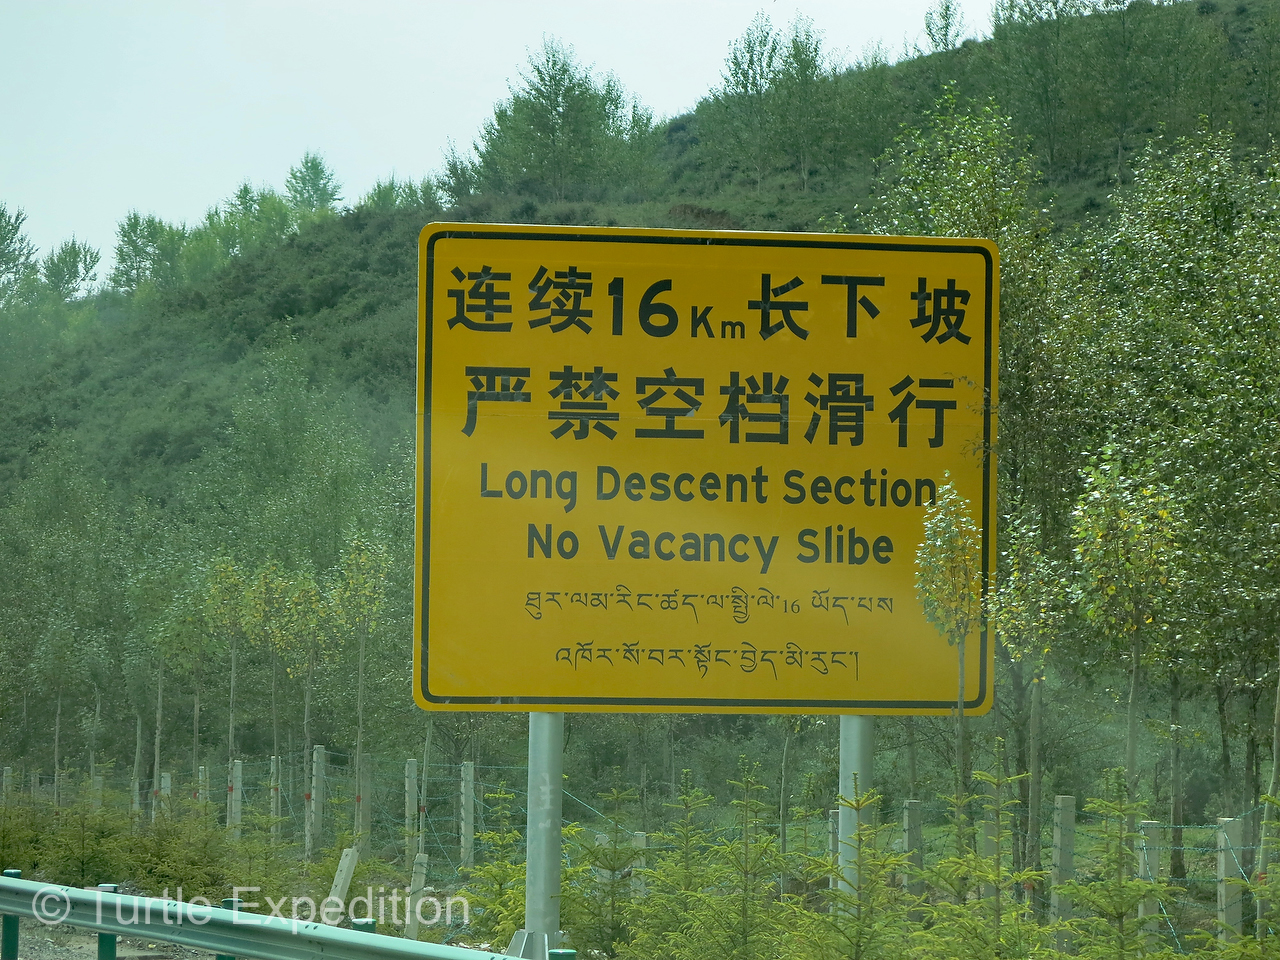 连续16Km长下坡
严禁空档滑行
Long Descent Section
No Vacancy Slibe
ཐུར་ལམ་རིང་ཚད་ལ་སྤྱི་ལེ་16 ཡོད་པས
འཁོར་ལོ་བར་སྟོང་བྱེད་མི་རུང་།
© Turtle Expedition